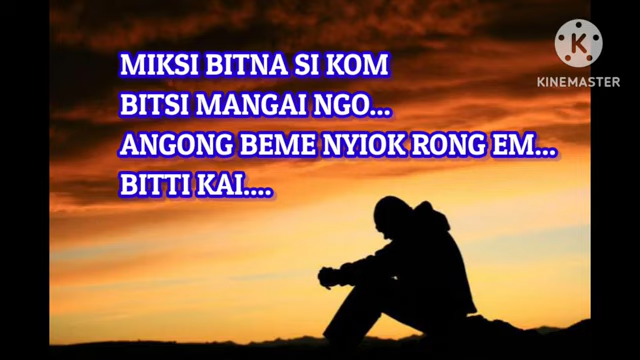 MIKSI BITNA SI KOM
BITSI MANGAI NGO...
ANGONG BEME NYIOK RONG EM...
BITTI KAI....
K
KINEMASTER